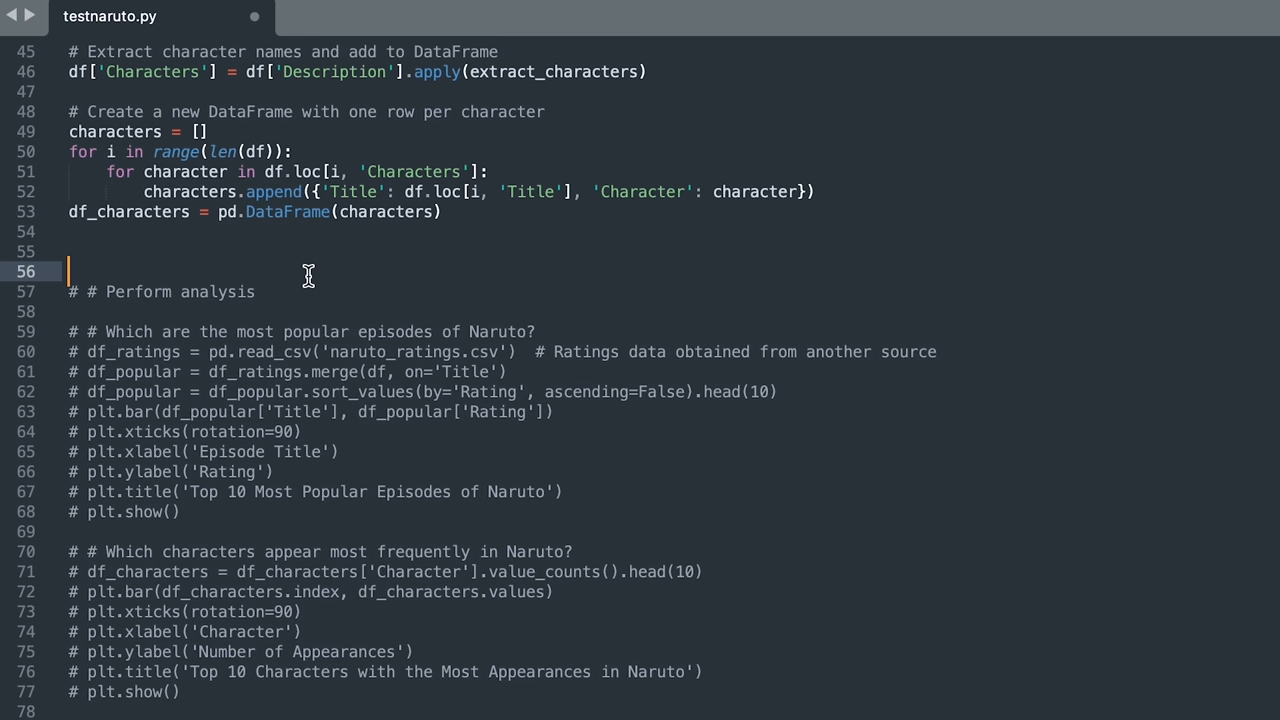 testnaruto.py
45 # Extract character names and add to DataFrame
46 df['Characters'] = df['Description'].apply(extract_characters)
47
48 # Create a new DataFrame with one row per character
49 characters = []
50 for i in range(len(df)):
51     for character in df.loc[i, 'Characters']:
52         characters.append({'Title': df.loc[i, 'Title'], 'Character': character})
53 df_characters = pd.DataFrame(characters)
54
55
56
57 # # Perform analysis
58
59 # # Which are the most popular episodes of Naruto?
60 # df_ratings = pd.read_csv('naruto_ratings.csv')  # Ratings data obtained from another source
61 # df_popular = df_ratings.merge(df, on='Title')
62 # df_popular = df_popular.sort_values(by='Rating', ascending=False).head(10)
63 # plt.bar(df_popular['Title'], df_popular['Rating'])
64 # plt.xticks(rotation=90)
65 # plt.xlabel('Episode Title')
66 # plt.ylabel('Rating')
67 # plt.title('Top 10 Most Popular Episodes of Naruto')
68 # plt.show()
69
70 # # Which characters appear most frequently in Naruto?
71 # df_characters = df_characters['Character'].value_counts().head(10)
72 # plt.bar(df_characters.index, df_characters.values)
73 # plt.xticks(rotation=90)
74 # plt.xlabel('Character')
75 # plt.ylabel('Number of Appearances')
76 # plt.title('Top 10 Characters with the Most Appearances in Naruto')
77 # plt.show()
78